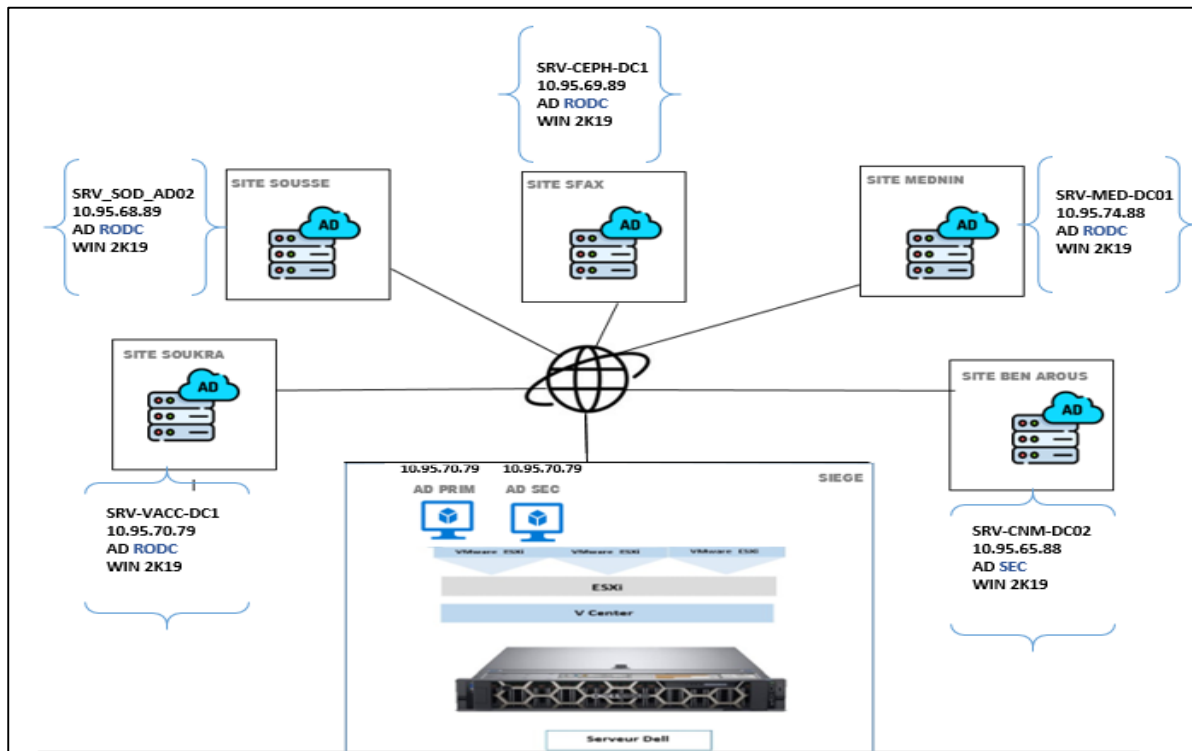 SRV-CEPH-DC1
10.95.69.89
AD RODC
WIN 2K19
SITE SOUSSE
SITE SFAX
SITE MEDNIN
SRV_SOD_AD02
10.95.68.89
AD RODC
WIN 2K19
AD
AD
AD
SRV-MED-DC01
10.95.74.88
AD RODC
WIN 2K19
SITE SOUKRA
AD
SITE BEN AROUS
AD
10.95.70.79
10.95.70.79
SIEGE
AD PRIM
AD SEC
SRV-VACC-DC1
10.95.70.79
AD RODC
WIN 2K19
SRV-CNM-DC02
10.95.65.88
AD SEC
WIN 2K19
VMware ESXi
VMware ESXi
VMware ESXi
ESXi
V Center
Serveur Dell